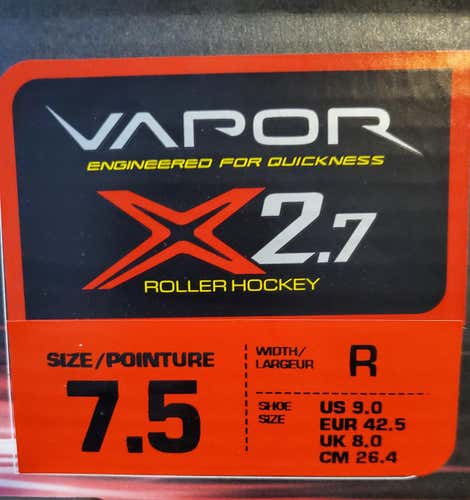 VAPOR
ENGINEERED FOR QUICKNESS
X2.7
ROLLER HOCKEY
SIZE/POINTURE
7.5
WIDTH/
LARGEUR
R
SHOE
SIZE
US 9.0
EUR 42.5
UK 8.0
CM 26.4